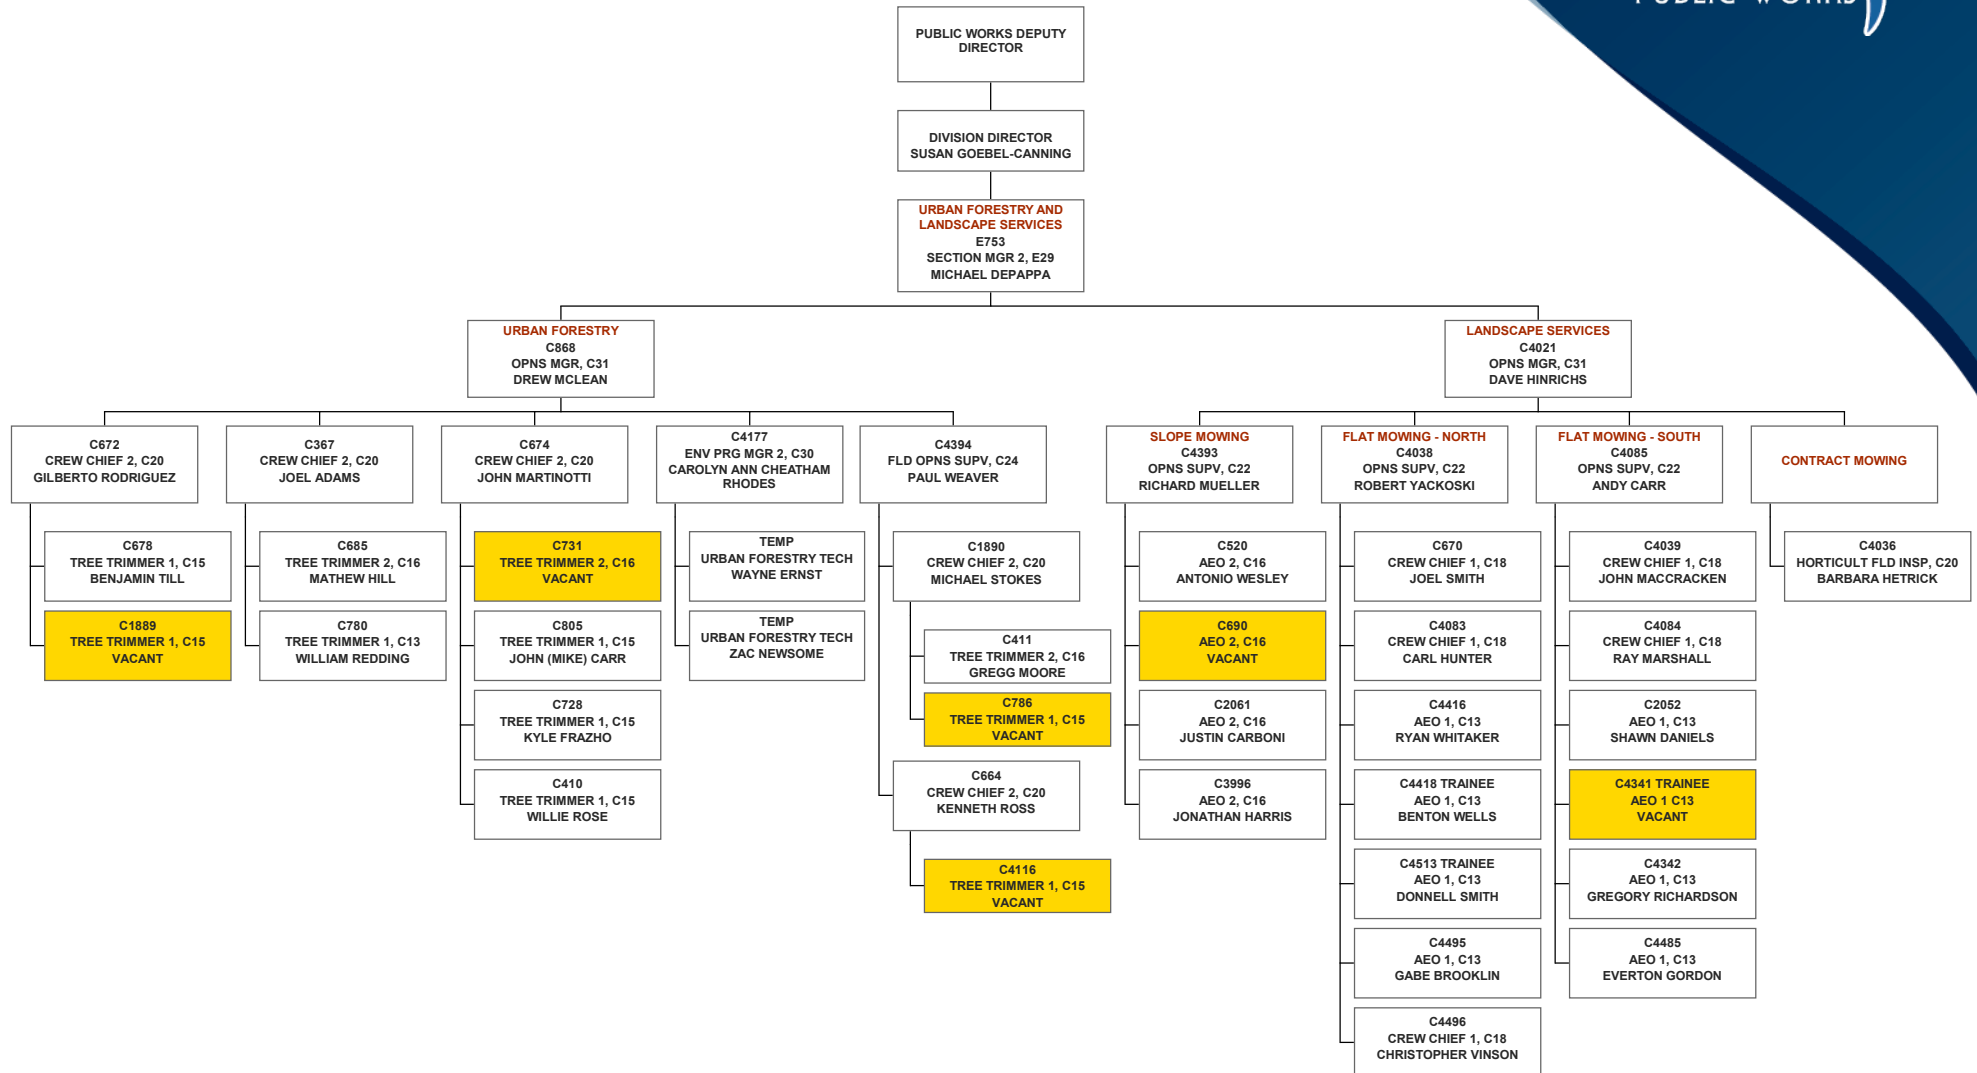 PUBLIC WORKS
PUBLIC WORKS DEPUTY
DIRECTOR
DIVISION DIRECTOR
SUSAN GOEBEL-CANNING
URBAN FORESTRY AND
LANDSCAPE SERVICES
E753
SECTION MGR 2, E29
MICHAEL DEPAPPA
URBAN FORESTRY
C868
OPNS MGR, C31
DREW MCLEAN
LANDSCAPE SERVICES
C4021
OPNS MGR, C31
DAVE HINRICHS
C672
CREW CHIEF 2, C20
GILBERTO RODRIGUEZ
C367
CREW CHIEF 2, C20
JOEL ADAMS
C674
CREW CHIEF 2, C20
JOHN MARTINOTTI
C4177
ENV PRG MGR 2, C30
CAROLYN ANN CHEATHAM
RHODES
C4394
FLD OPNS SUPV, C24
PAUL WEAVER
SLOPE MOWING
C4393
OPNS SUPV, C22
RICHARD MUELLER
FLAT MOWING - NORTH
C4038
OPNS SUPV, C22
ROBERT YACKOSKI
FLAT MOWING - SOUTH
C4085
OPNS SUPV, C22
ANDY CARR
CONTRACT MOWING
C678
TREE TRIMMER 1, C15
BENJAMIN TILL
C1889
TREE TRIMMER 1, C15
VACANT
C685
TREE TRIMMER 2, C16
MATHEW HILL
C780
TREE TRIMMER 1, C13
WILLIAM REDDING
C731
TREE TRIMMER 2, C16
VACANT
C805
TREE TRIMMER 1, C15
JOHN (MIKE) CARR
C728
TREE TRIMMER 1, C15
KYLE FRAZHO
C410
TREE TRIMMER 1, C15
WILLIE ROSE
TEMP
URBAN FORESTRY TECH
WAYNE ERNST
TEMP
URBAN FORESTRY TECH
ZAC NEWSOME
C1890
CREW CHIEF 2, C20
MICHAEL STOKES
C411
TREE TRIMMER 2, C16
GREGG MOORE
C786
TREE TRIMMER 1, C15
VACANT
C664
CREW CHIEF 2, C20
KENNETH ROSS
C4116
TREE TRIMMER 1, C15
VACANT
C520
AEO 2, C16
ANTONIO WESLEY
C690
AEO 2, C16
VACANT
C2061
AEO 2, C16
JUSTIN CARBONI
C3996
AEO 2, C16
JONATHAN HARRIS
C670
CREW CHIEF 1, C18
JOEL SMITH
C4083
CREW CHIEF 1, C18
CARL HUNTER
C4416
AEO 1, C13
RYAN WHITAKER
C4418 TRAINEE
AEO 1, C13
BENTON WELLS
C4513 TRAINEE
AEO 1, C13
DONNELL SMITH
C4495
AEO 1, C13
GABE BROOKLIN
C4496
CREW CHIEF 1, C18
CHRISTOPHER VINSON
C4039
CREW CHIEF 1, C18
JOHN MACCRACKEN
C4084
CREW CHIEF 1, C18
RAY MARSHALL
C2052
AEO 1, C13
SHAWN DANIELS
C4341 TRAINEE
AEO 1 C13
VACANT
C4342
AEO 1, C13
GREGORY RICHARDSON
C4485
AEO 1, C13
EVERTON GORDON
C4036
HORTICULT FLD INSP, C20
BARBARA HETRICK